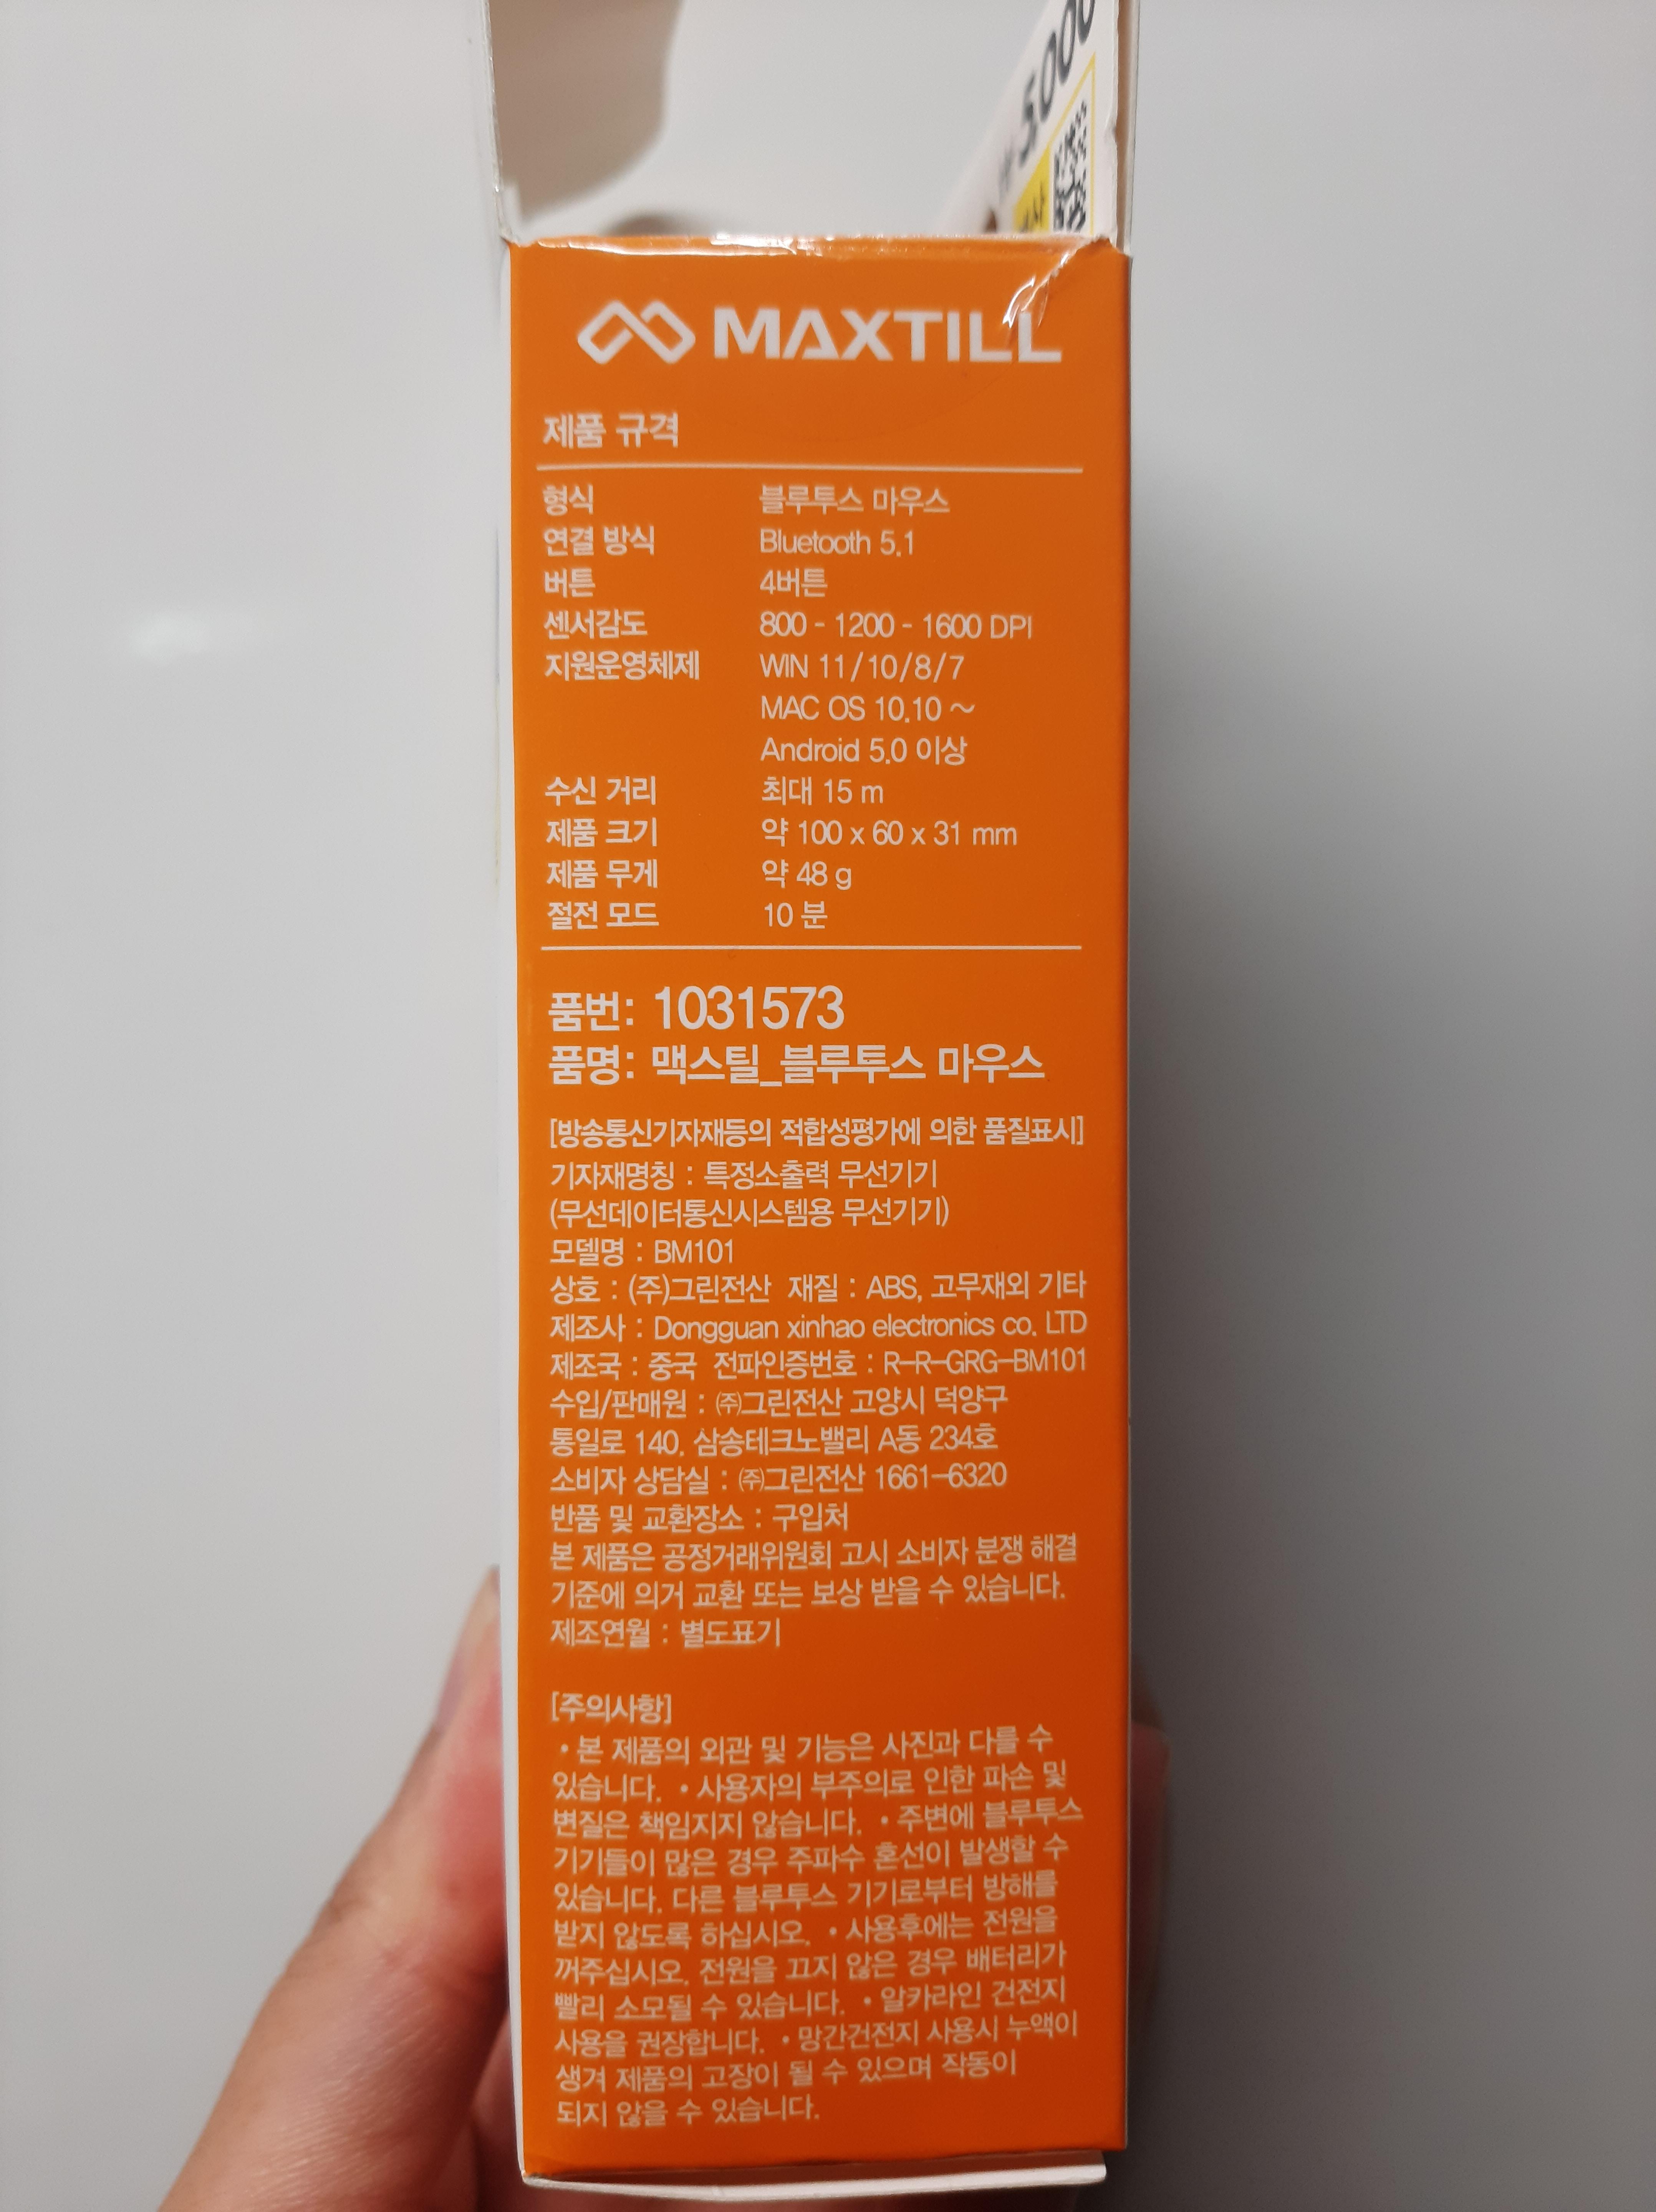 5000
MAXTILL
제품 규격
형식 블루투스 마우스
연결 방식 Bluetooth 5.1
버튼 4버튼
센서감도 800 - 1200 - 1600 DPI
지원운영체제 WIN 11/10/8/7
MAC OS 10.10 ~
Android 5.0 이상
수신 거리 최대 15 m
제품 크기 약 100 x 60 x 31 mm
제품 무게 약 48 g
절전 모드 10 분
품번: 1031573
품명: 맥스틸_블루투스 마우스
[방송통신기자재등의 적합성평가에 의한 품질표시]
기자재명칭 : 특정소출력 무선기기
(무선데이터통신시스템용 무선기기)
모델명 : BM101
상호 : (주)그린전산 재질 : ABS, 고무재외 기타
제조사 : Dongguan xinhao electronics co. LTD
제조국 : 중국 전파인증번호 : R-R-GRG-BM101
수입/판매원 : ㈜그린전산 고양시 덕양구
통일로 140, 삼송테크노밸리 A동 234호
소비자 상담실 : ㈜그린전산 1661-6320
반품 및 교환장소 : 구입처
본 제품은 공정거래위원회 고시 소비자 분쟁 해결
기준에 의거 교환 또는 보상 받을 수 있습니다.
제조연월 : 별도표기
[주의사항]
• 본 제품의 외관 및 기능은 사진과 다를 수
있습니다. • 사용자의 부주의로 인한 파손 및
변질은 책임지지 않습니다. • 주변에 블루투스
기기들이 많은 경우 주파수 혼선이 발생할 수
있습니다. 다른 블루투스 기기로부터 방해를
받지 않도록 하십시오. • 사용후에는 전원을
꺼주십시오. 전원을 끄지 않은 경우 배터리가
빨리 소모될 수 있습니다. • 알카라인 건전지
사용을 권장합니다. • 망간건전지 사용시 누액이
생겨 제품의 고장이 될 수 있으며 작동이
되지 않을 수 있습니다.